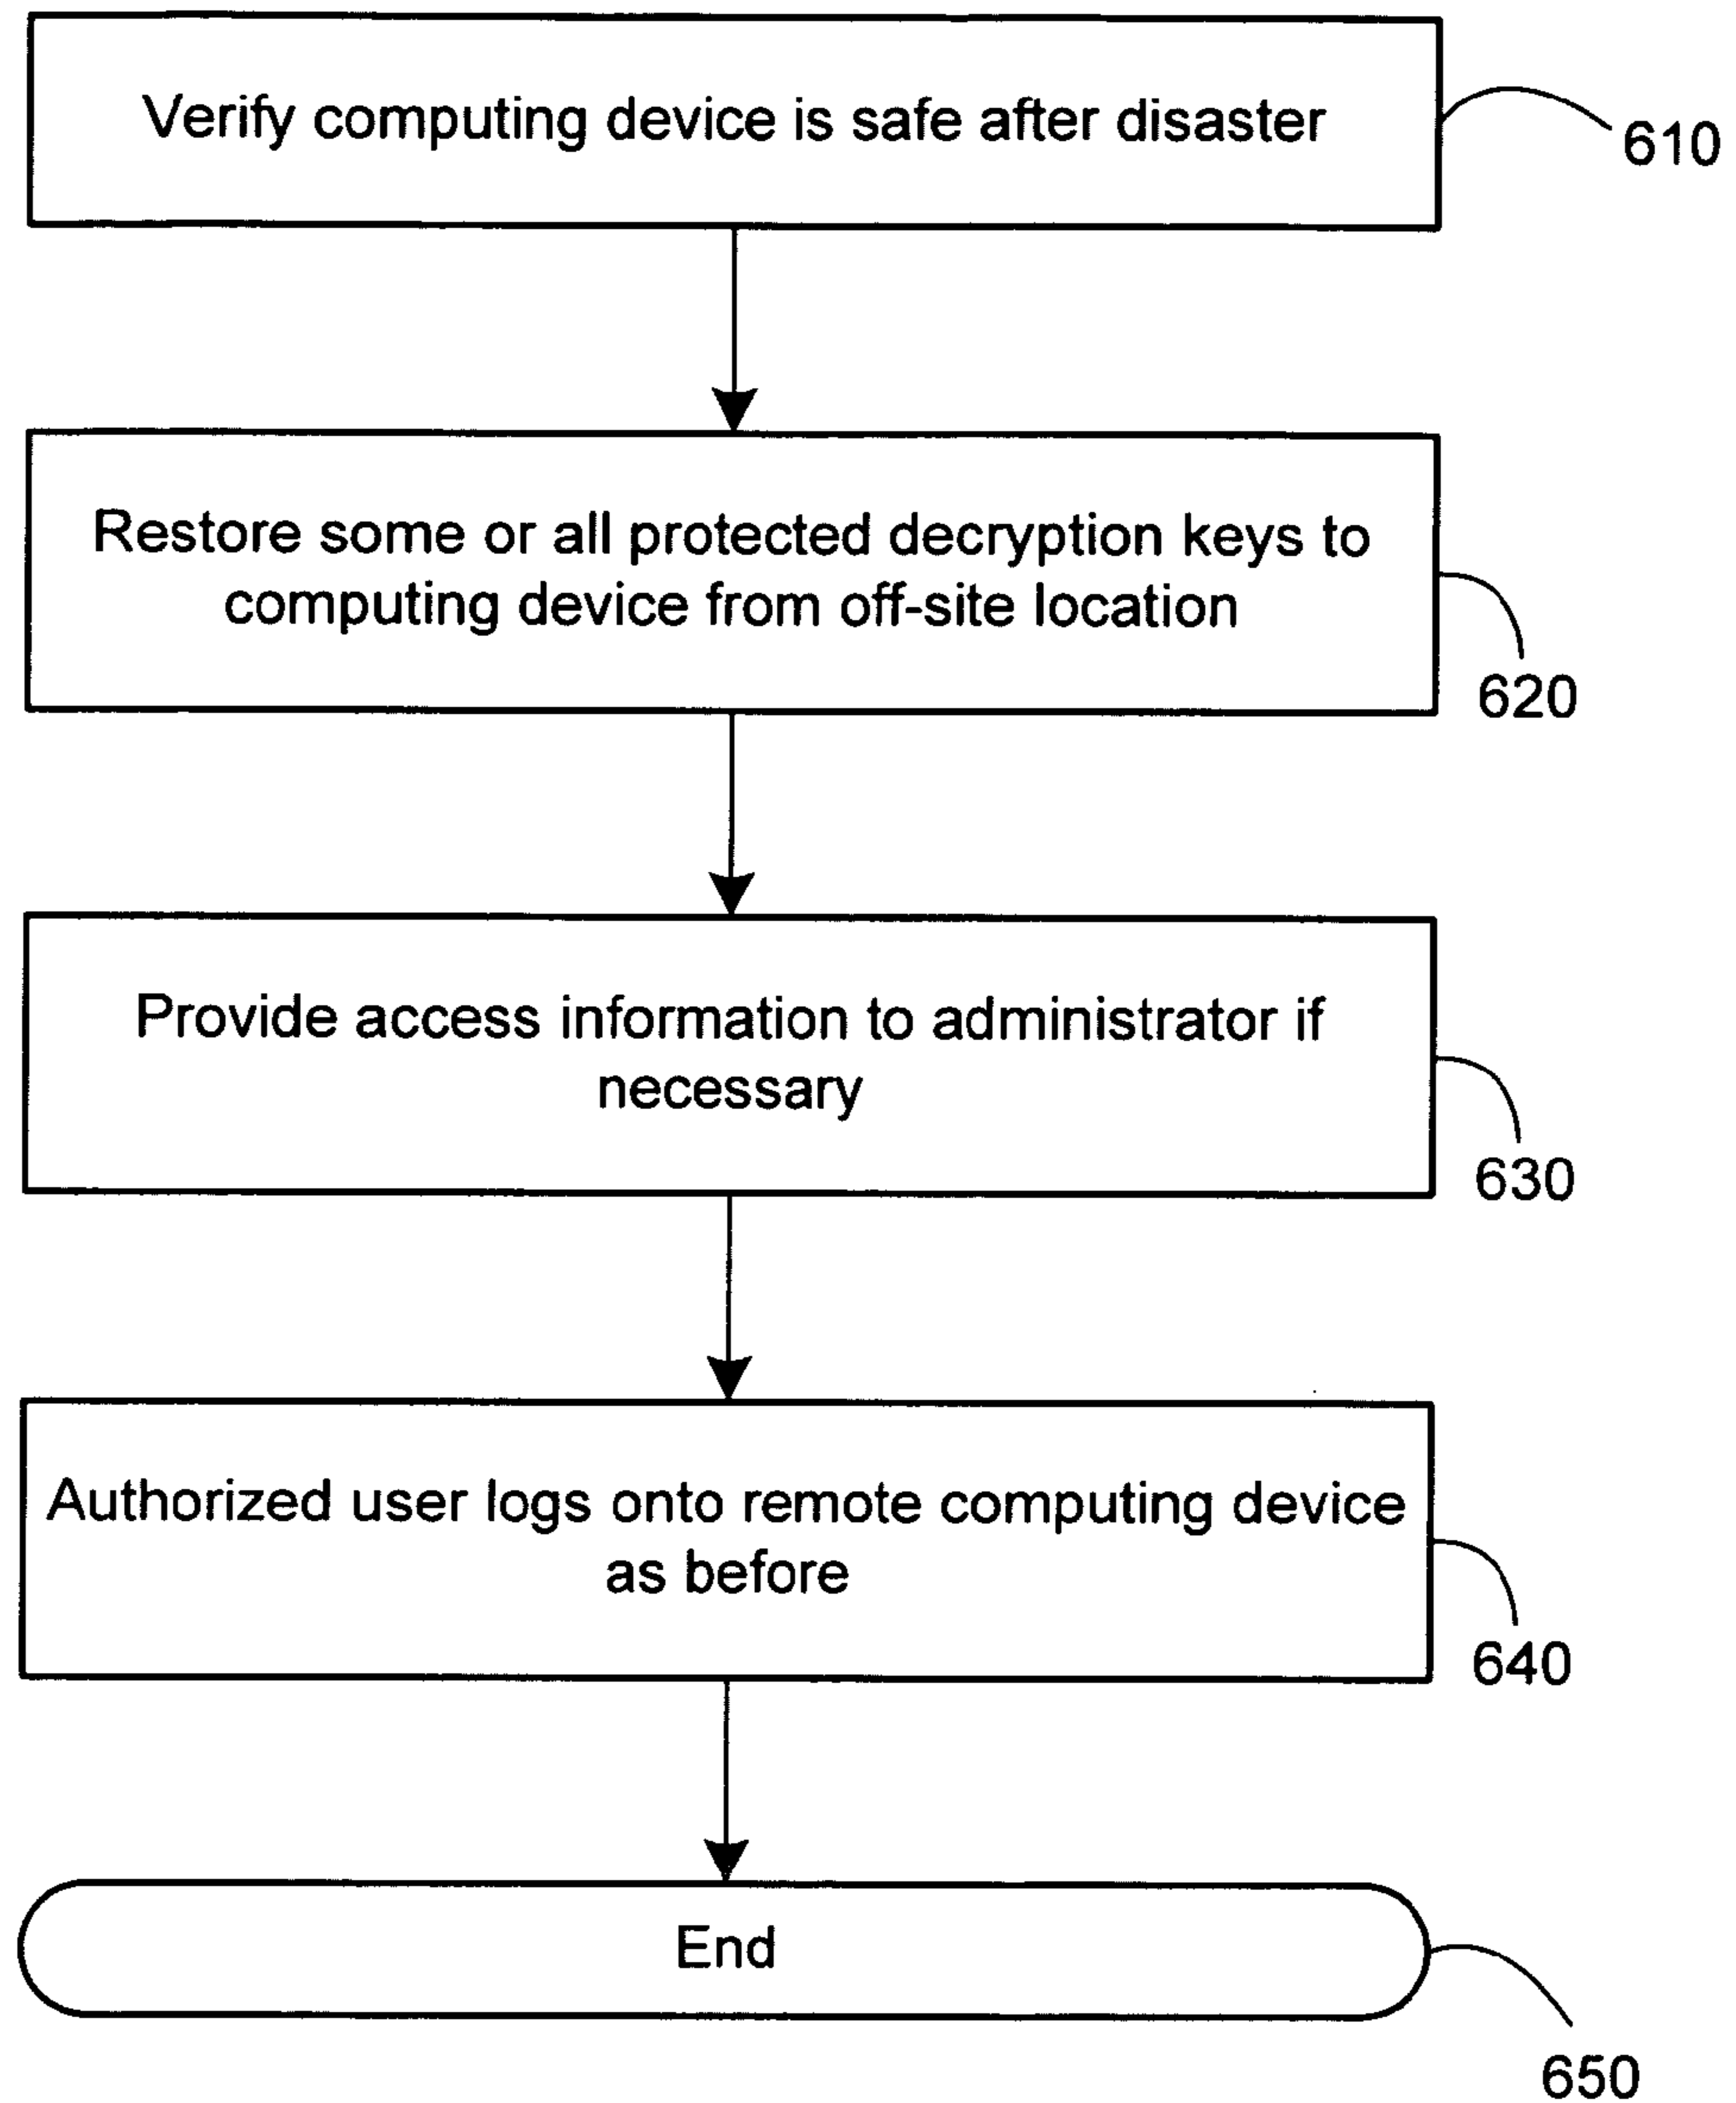 Verify computing device is safe after disaster
610
Restore some or all protected decryption keys to
computing device from off-site location
620
Provide access information to administrator if
necessary
630
Authorized user logs onto remote computing device
as before
640
End
650